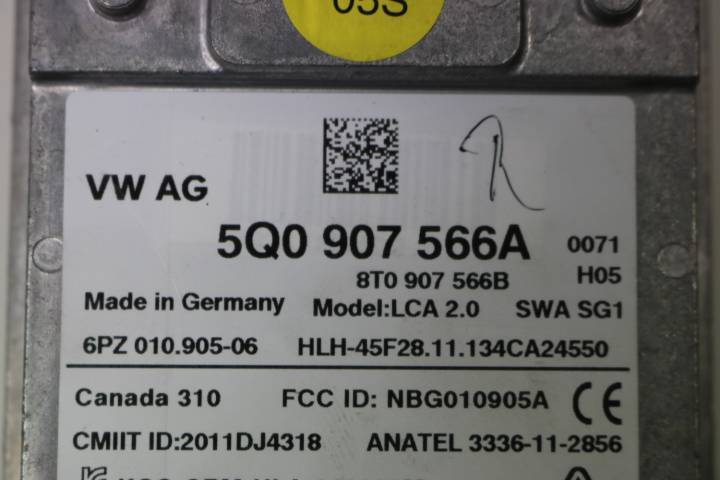 05S
VW AG
R
5Q0 907 566A 0071
8T0 907 566B H05
Made in Germany Model:LCA 2.0 SWA SG1
6PZ 010.905-06 HLH-45F28.11.134CA24550
Canada 310 FCC ID: NBG010905A CE
CMIIT ID:2011DJ4318 ANATEL 3336-11-2856